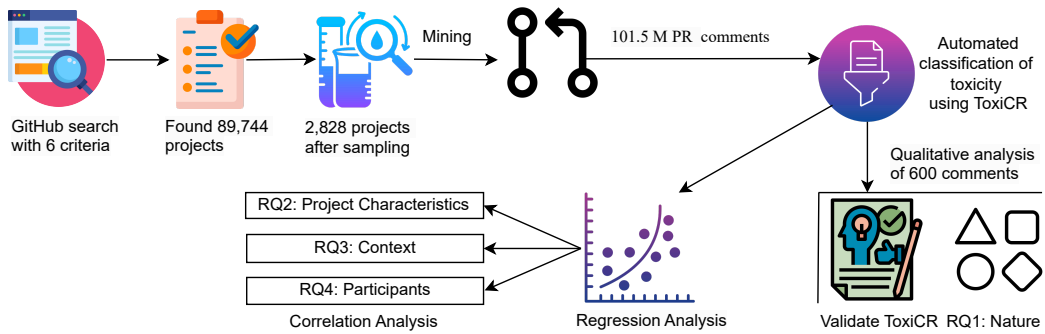 GitHub search
with 6 criteria
Found 89,744
projects
2,828 projects
after sampling
Mining
101.5 M PR comments
Automated
classification of
toxicity
using ToxiCR
Qualitative analysis
of 600 comments
RQ2: Project Characteristics
RQ3: Context
RQ4: Participants
Correlation Analysis
Regression Analysis
Validate ToxiCR
RQ1: Nature